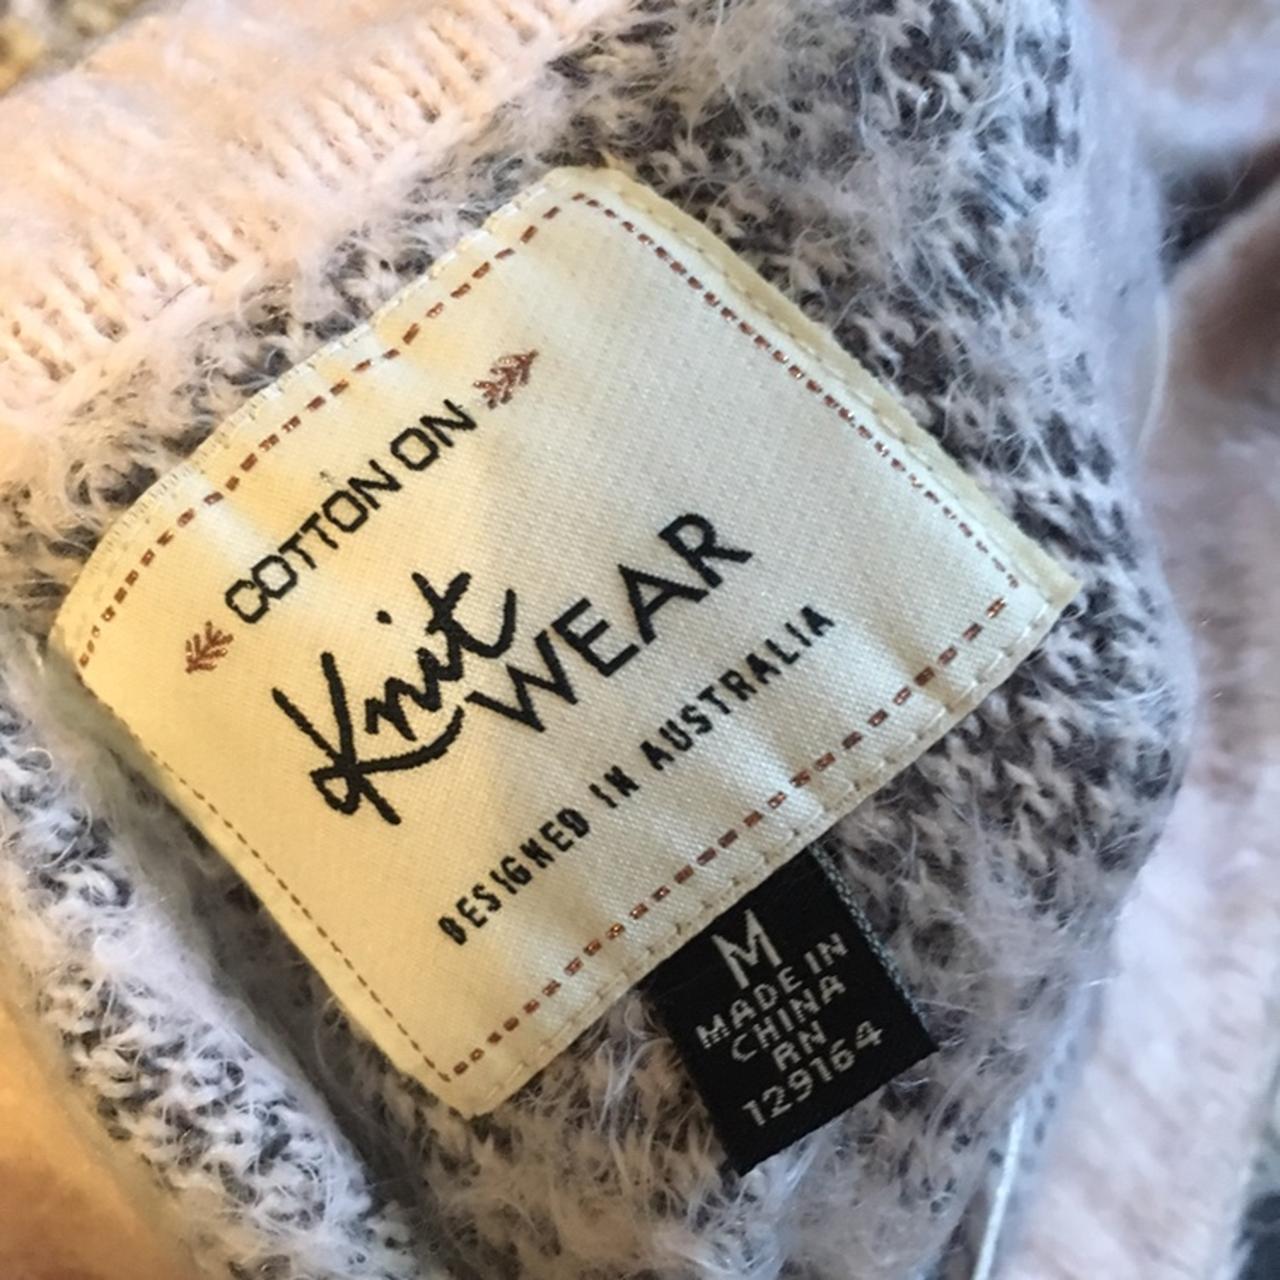 COTTON ON
Knit
WEAR
DESIGNED IN AUSTRALIA
M
MADE IN
CHINA
RN
129164